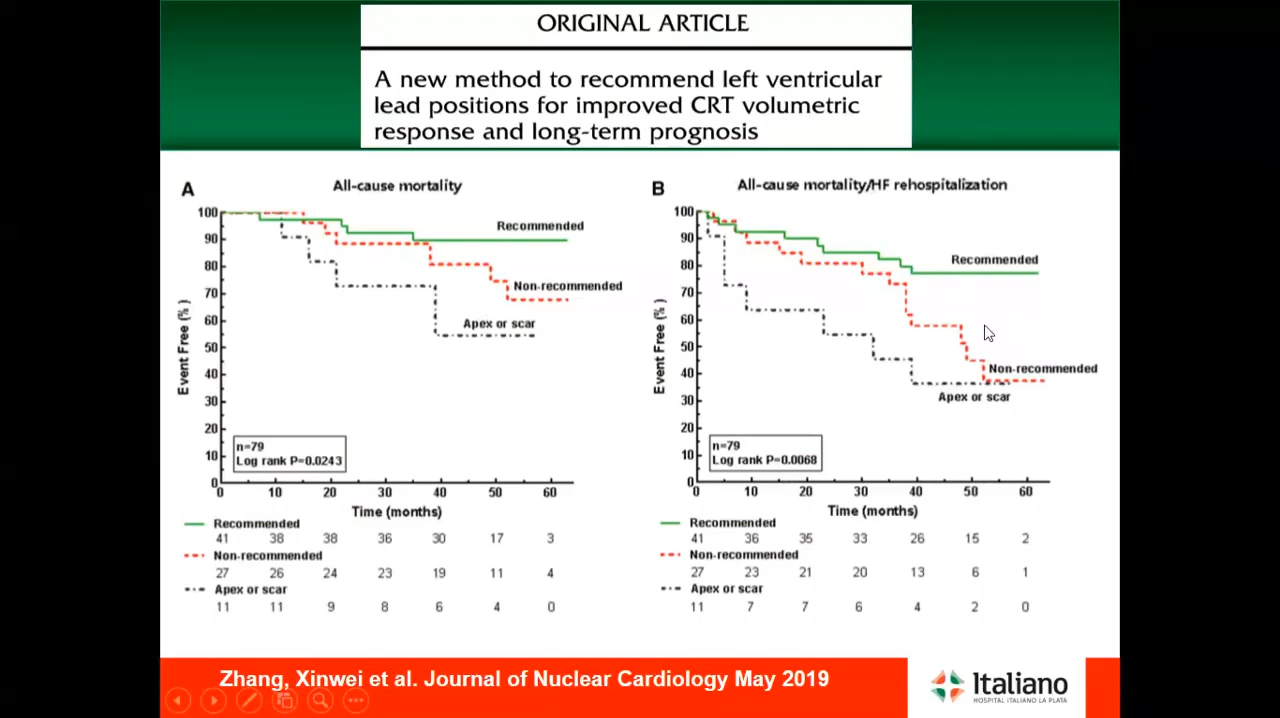 ORIGINAL ARTICLE
A new method to recommend left ventricular
lead positions for improved CRT volumetric
response and long-term prognosis
A
All-cause mortality
Event Free (%)
100
90
80
70
60
50
40
30
20
10
0
Recommended
Non-recommended
Apex or scar
n=79
Log rank P=0.0243
0 10 20 30 40 50 60
Time (months)
Recommended
41 38 38 36 30 17 3
Non-recommended
27 26 24 23 19 11 4
Apex or scar
11 11 9 8 6 4 0
B
All-cause mortality/HF rehospitalization
Event Free (%)
100
90
80
70
60
50
40
30
20
10
0
Recommended
Non-recommended
Apex or scar
n=79
Log rank P=0.0068
0 10 20 30 40 50 60
Time (months)
Recommended
41 36 35 33 26 15 2
Non-recommended
27 23 21 20 13 6 1
Apex or scar
11 7 7 6 4 2 0
Zhang, Xinwei et al. Journal of Nuclear Cardiology May 2019
Italiano
HOSPITAL ITALIANO LA PLATA